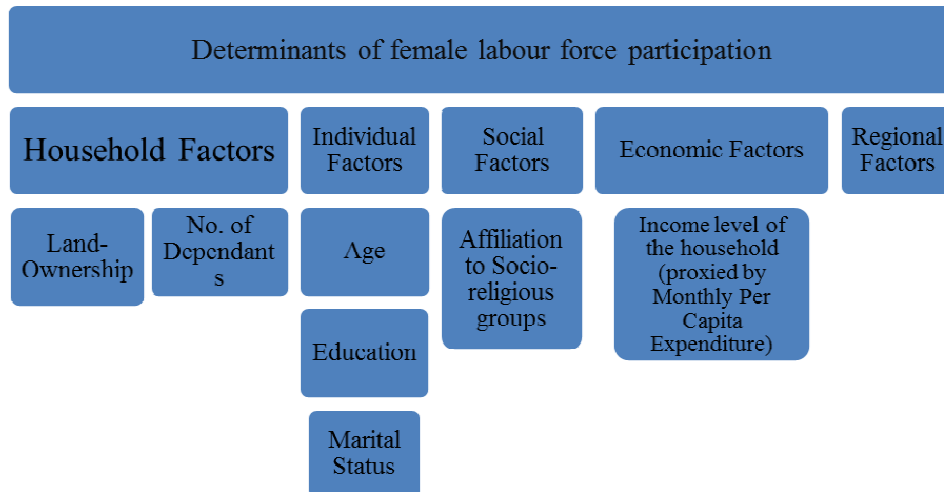 Determinants of female labour force participation
Household Factors
Individual
Factors
Social
Factors
Economic Factors
Regional
Factors
Land-
Ownership
No. of
Dependant
s
Age
Education
Marital
Status
Affiliation
to Socio-
religious
groups
Income level of
the household
(proxied by
Monthly Per
Capita
Expenditure)